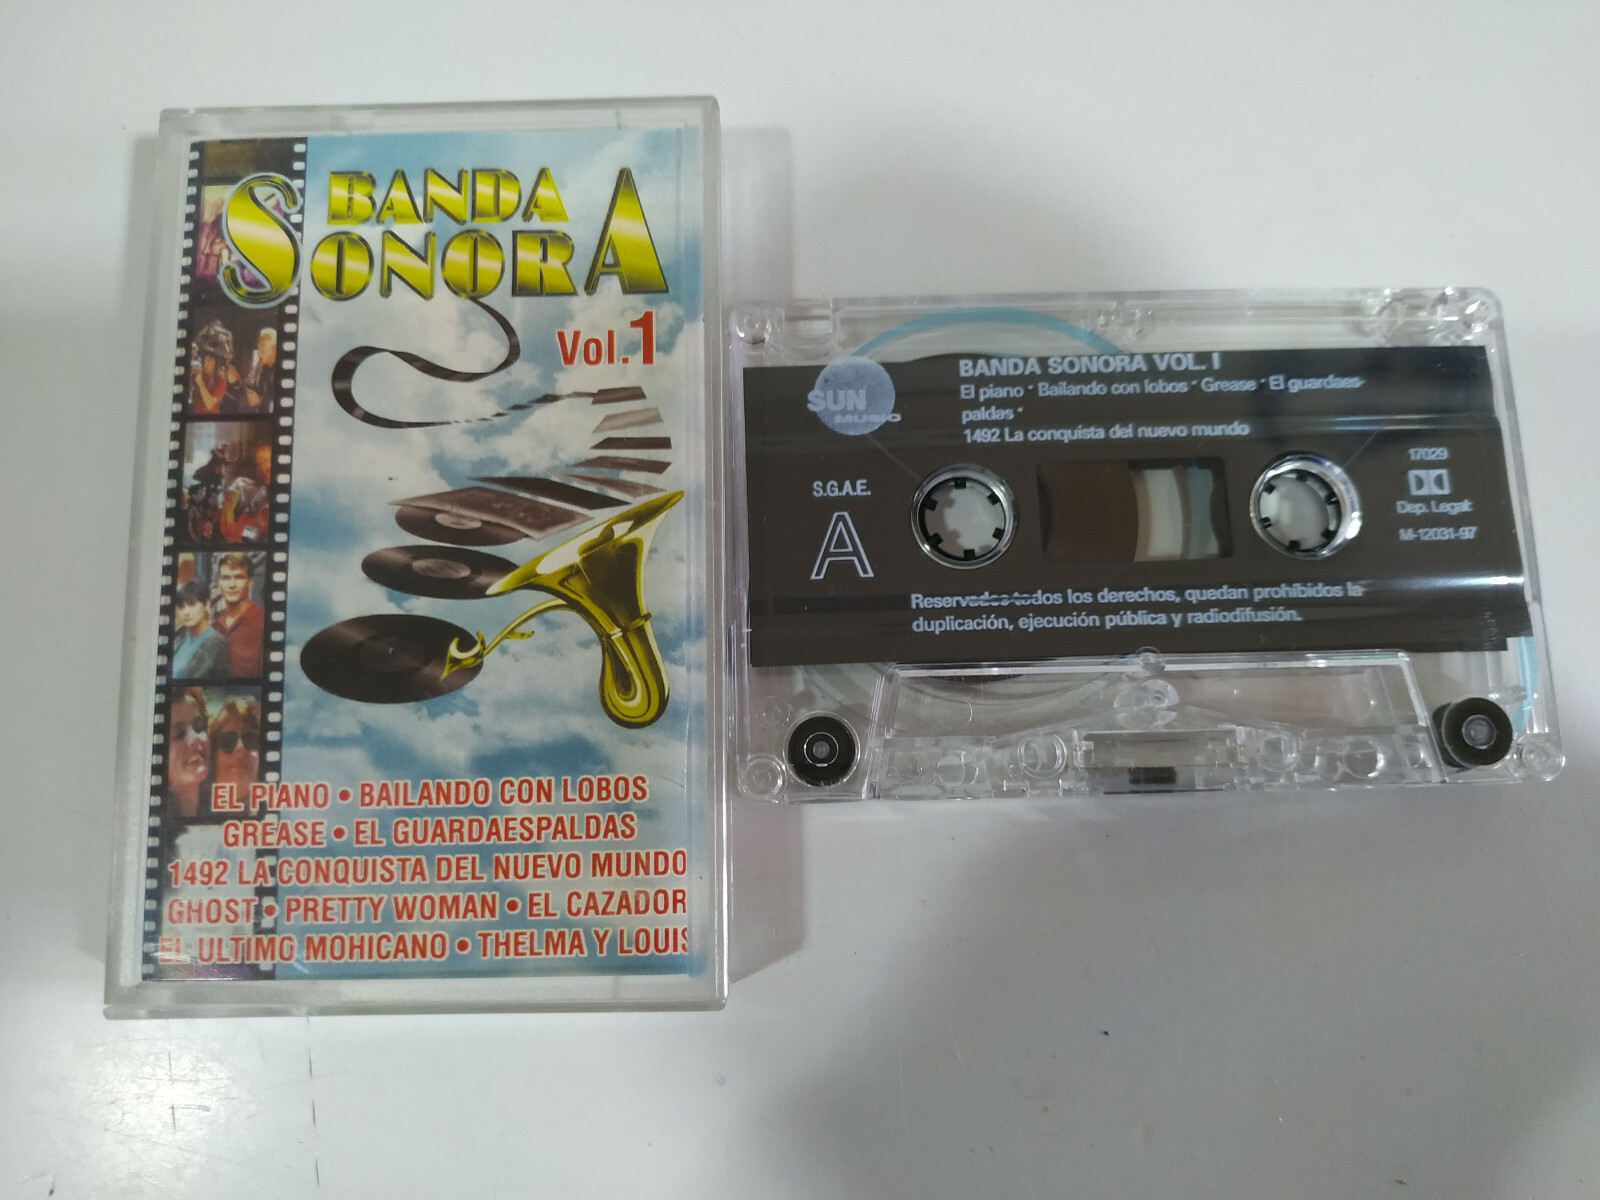 BANDA
SONORA
Vol.1
EL PIANO • BAILANDO CON LOBOS
GREASE • EL GUARDAESPALDAS
1492 LA CONQUISTA DEL NUEVO MUNDO
GHOST • PRETTY WOMAN • EL CAZADOR
EL ULTIMO MOHICANO • THELMA Y LOUIS
SUN
MUSIC
BANDA SONORA VOL. I
El piano * Bailando con lobos * Grease * El guardaes-
paldas *
1492 La conquista del nuevo mundo
S.G.A.E.
A
17029
Dep. Legal:
M-12031-97
Reservados todos los derechos, quedan prohíbidos la
duplicación, ejecución pública y radiodifusión.